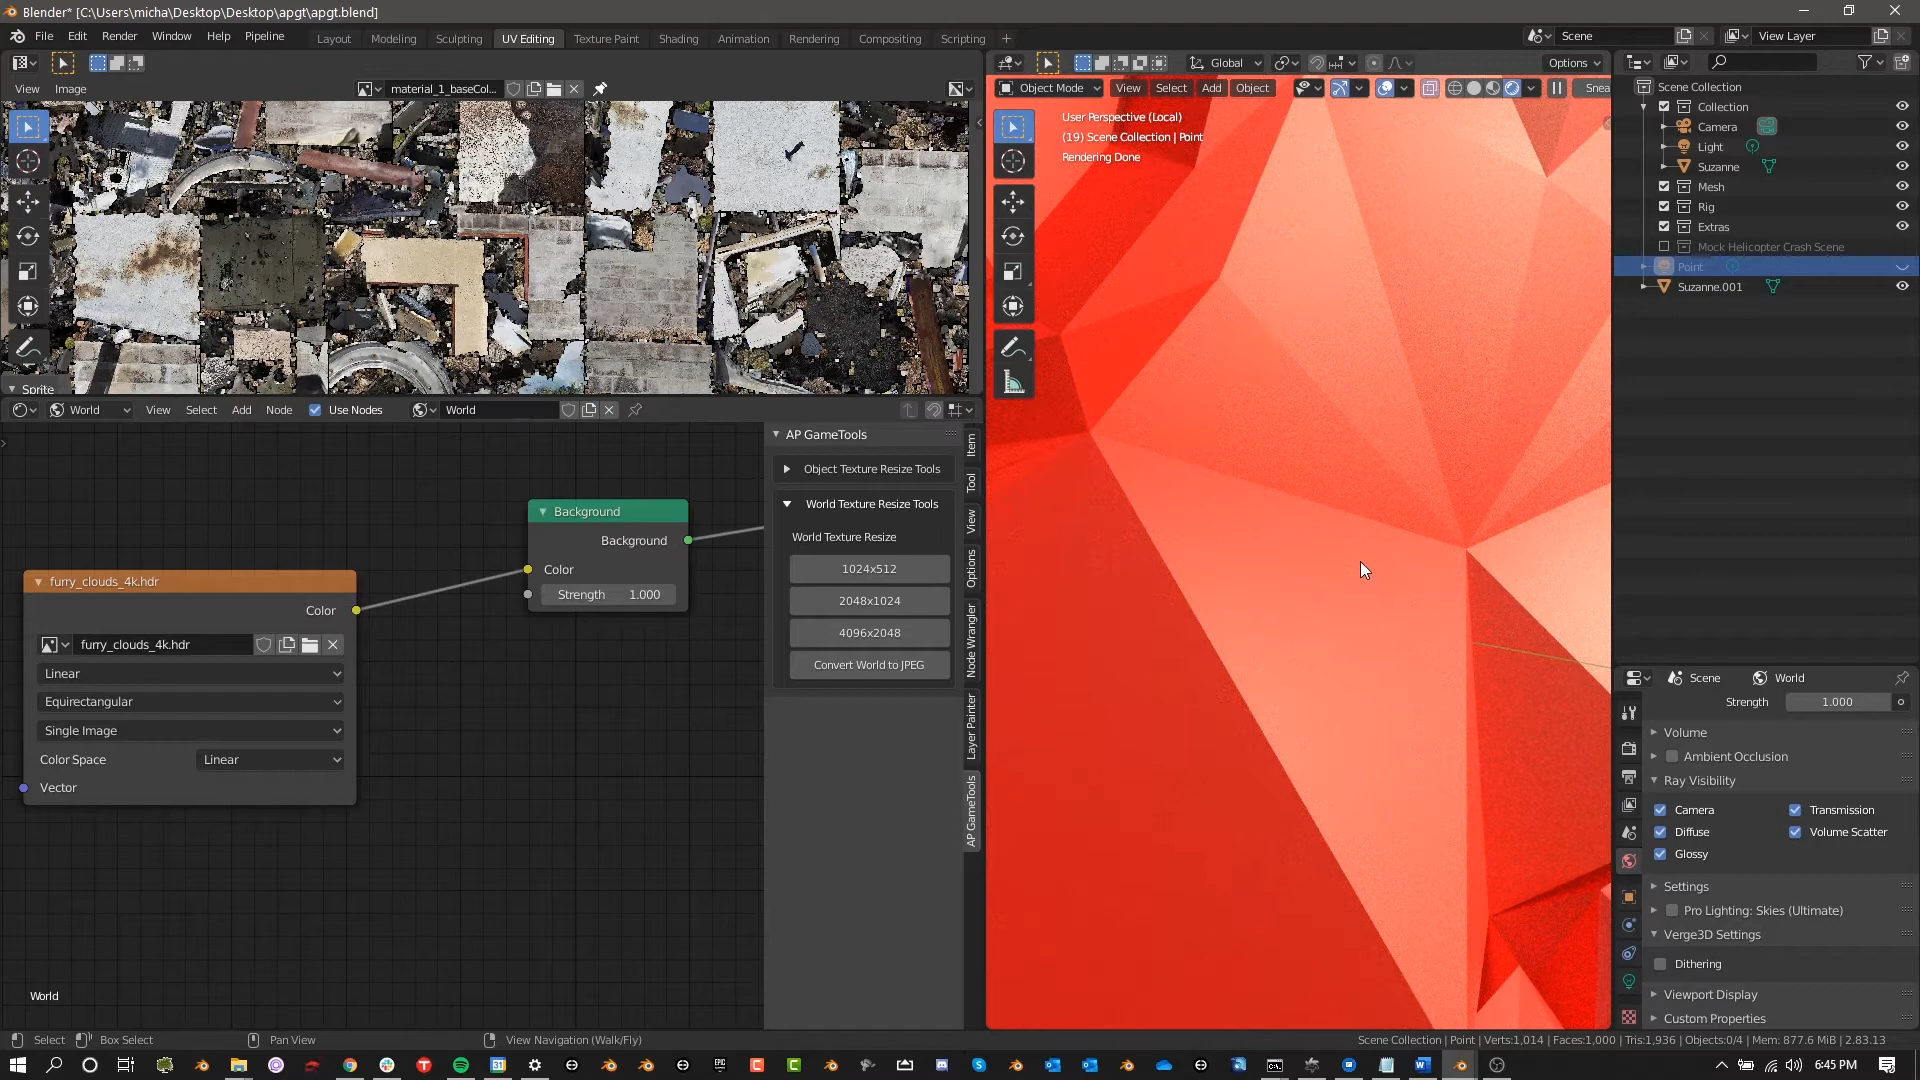 Blender* [C:\Users\micha\Desktop\Desktop\apgt\apgt.blend]
File Edit Render Window Help Pipeline
Layout Modeling Sculpting UV Editing Texture Paint Shading Animation Rendering Compositing Scripting +
Scene
View Layer
View Image
material_1_baseCol...
Global
Options
Object Mode View Select Add Object
Snea
Sprite
User Perspective (Local)
(19) Scene Collection | Point
Rendering Done
Scene Collection
Collection
Camera
Light
Suzanne
Mesh
Rig
Extras
Mock Helicopter Crash Scene
Point
Suzanne.001
World View Select Add Node Use Nodes World
AP GameTools
Object Texture Resize Tools
World Texture Resize Tools
World Texture Resize
1024x512
2048x1024
4096x2048
Convert World to JPEG
Item
Tool
View
Options
Node Wrangler
Layer Painter
AP GameTools
Background
Background
Color
Strength 1.000
furry_clouds_4k.hdr
Color
furry_clouds_4k.hdr
Linear
Equirectangular
Single Image
Color Space Linear
Vector
World
Scene World
Strength 1.000
Volume
Ambient Occlusion
Ray Visibility
Camera Transmission
Diffuse Volume Scatter
Glossy
Settings
Pro Lighting: Skies (Ultimate)
Verge3D Settings
Dithering
Viewport Display
Custom Properties
Select Box Select Pan View View Navigation (Walk/Fly)
Scene Collection | Point | Verts:1,014 | Faces:1,000 | Tris:1,936 | Objects:0/4 | Mem: 877.6 MiB | 2.83.13
6:45 PM